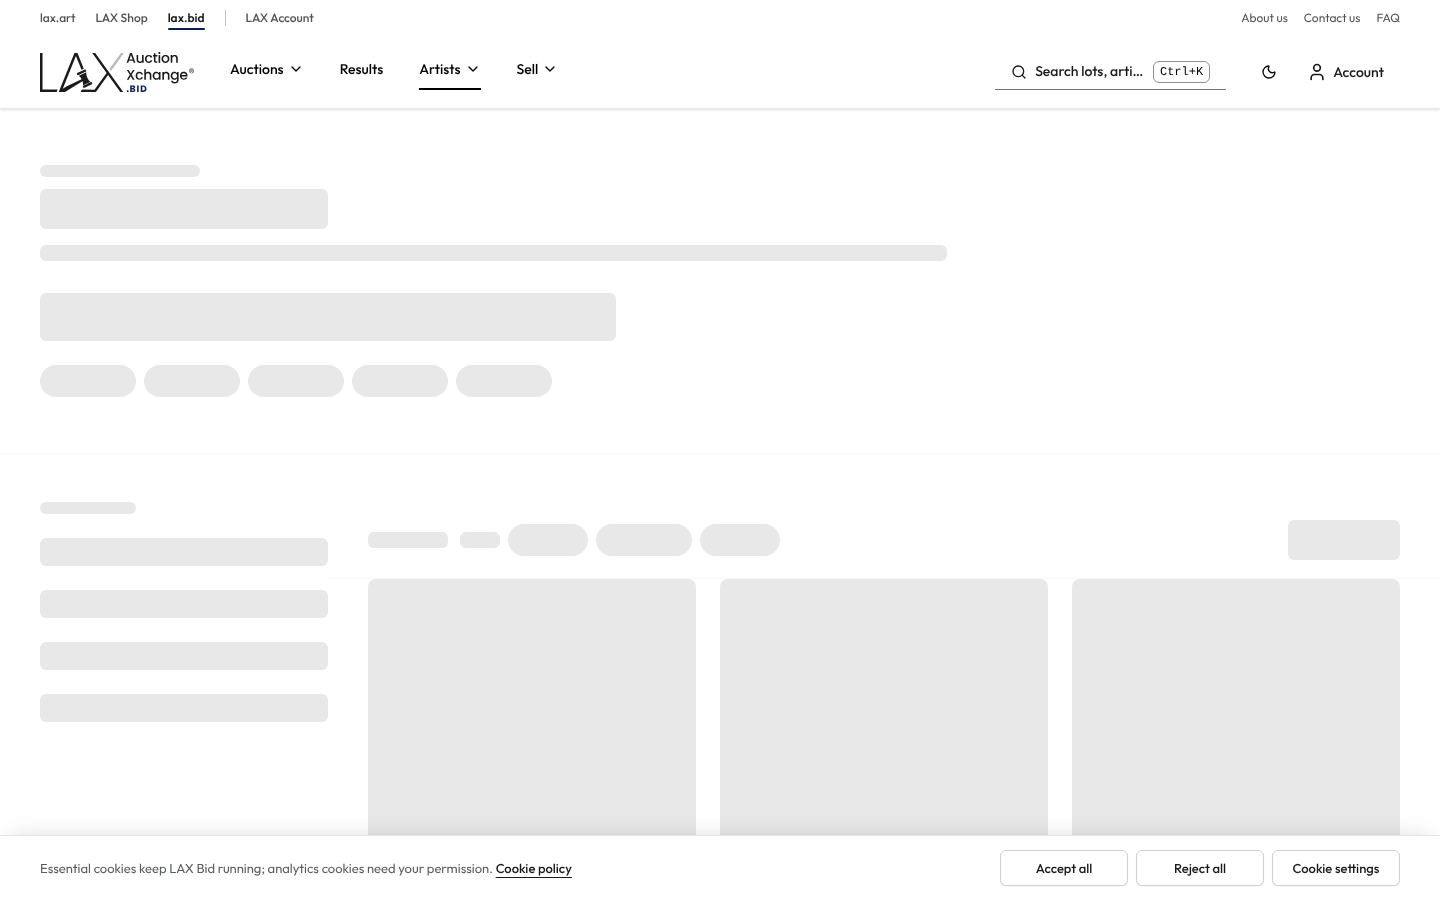 lax.art LAX Shop lax.bid LAX Account About us Contact us FAQ
LAX Auction Xchange® .BID
Auctions Results Artists Sell Search lots, arti... Ctrl+K Account
Essential cookies keep LAX Bid running; analytics cookies need your permission. Cookie policy Accept all Reject all Cookie settings